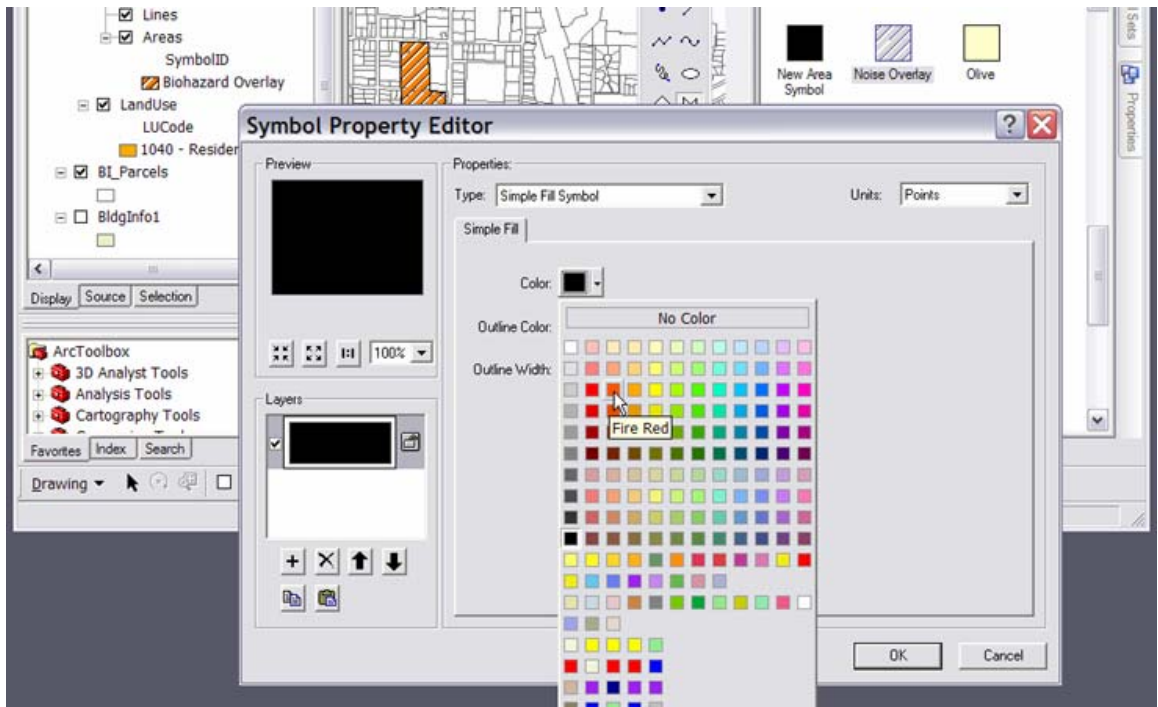 Lines
Areas
SymbolID
Biohazard Overlay
LandUse
LUCode
1040 - Resider
BI_Parcels
BldgInfo1
Display Source Selection
ArcToolbox
3D Analyst Tools
Analysis Tools
Cartography Tools
Favorites Index Search
Drawing
New Area
Symbol
Noise Overlay
Olive
Sets
Properties
Symbol Property Editor
Preview
100%
Layers
Properties:
Type: Simple Fill Symbol
Units: Points
Simple Fill
Color:
Outline Color:
Outline Width:
No Color
Fire Red
OK Cancel